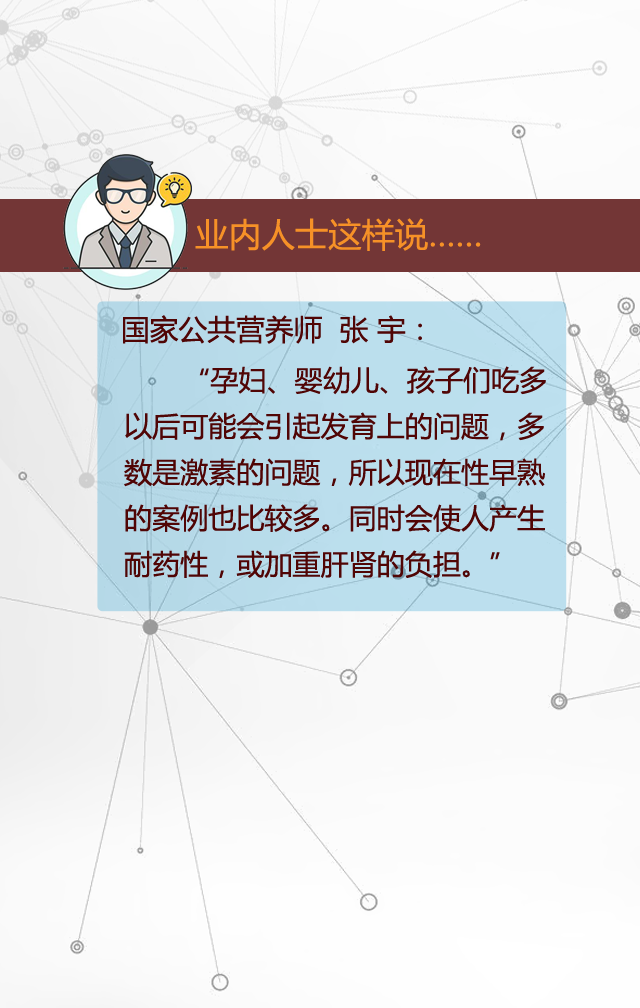 业内人士这样说......
国家公共营养师 张 宇：
“孕妇、婴幼儿、孩子们吃多
以后可能会引起发育上的问题，多
数是激素的问题，所以现在性早熟
的案例也比较多。同时会使人产生
耐药性，或加重肝肾的负担。”